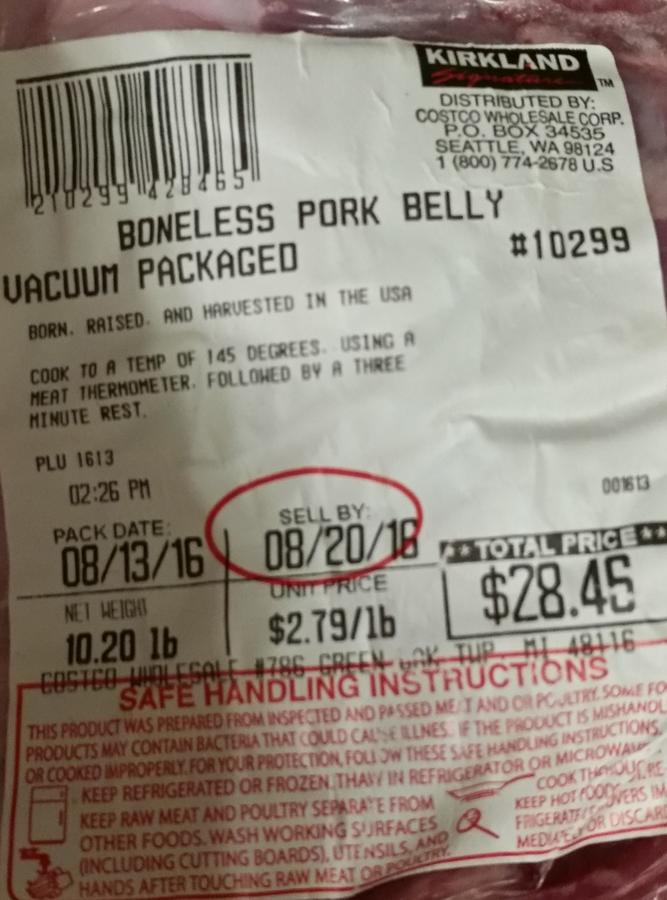 KIRKLAND
Signature
TM
DISTRIBUTED BY:
COSTCO WHOLESALE CORP.
P.O. BOX 34535
SEATTLE, WA 98124
1 (800) 774-2678 U.S
210299 428465
BONELESS PORK BELLY
VACUUM PACKAGED
#10299
BORN, RAISED, AND HARVESTED IN THE USA
COOK TO A TEMP OF 145 DEGREES, USING A
MEAT THERMOMETER, FOLLOWED BY A THREE
MINUTE REST.
PLU 1613
02:26 PM
001613
PACK DATE:
08/13/16
SELL BY:
08/20/16
TOTAL PRICE
$28.46
NET WEIGHT
10.20 lb
UNIT PRICE
$2.79/lb
COSTCO WHOLESALE #786 GREEN OAK TWP MI 48116
SAFE HANDLING INSTRUCTIONS
THIS PRODUCT WAS PREPARED FROM INSPECTED AND PASSED MEAT AND OR POULTRY. SOME FO
PRODUCTS MAY CONTAIN BACTERIA THAT COULD CAUSE ILLNESS. IF THE PRODUCT IS MISHANDL
OR COOKED IMPROPERLY. FOR YOUR PROTECTION, FOLLOW THESE SAFE HANDLING INSTRUCTIONS.
KEEP REFRIGERATED OR FROZEN. THAW IN REFRIGERATOR OR MICROWAVE
KEEP RAW MEAT AND POULTRY SEPARATE FROM
OTHER FOODS. WASH WORKING SURFACES
(INCLUDING CUTTING BOARDS), UTENSILS, AND
HANDS AFTER TOUCHING RAW MEAT OR POULTRY.
COOK
KEEP HOT FOODS
OR DISCARD